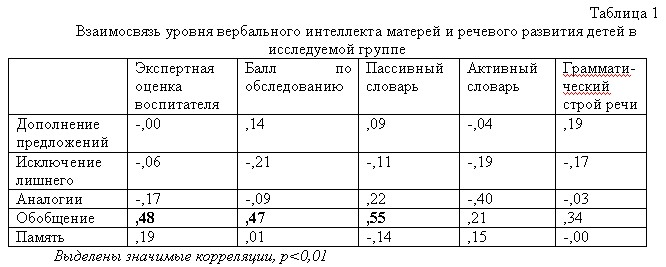 Таблица 1
Взаимосвязь уровня вербального интеллекта матерей и речевого развития детей в
исследуемой группе
Экспертная оценка воспитателя Балл по обследованию Пассивный словарь Активный словарь Граммати-ческий строй речи
Дополнение предложений -,00 ,14 ,09 -,04 ,19
Исключение лишнего -,06 -,21 -,11 -,19 -,17
Аналогии -,17 -,09 ,22 -,40 -,03
Обобщение ,48 ,47 ,55 ,21 ,34
Память ,19 ,01 -,14 ,15 -,00
Выделены значимые корреляции, p<0,01